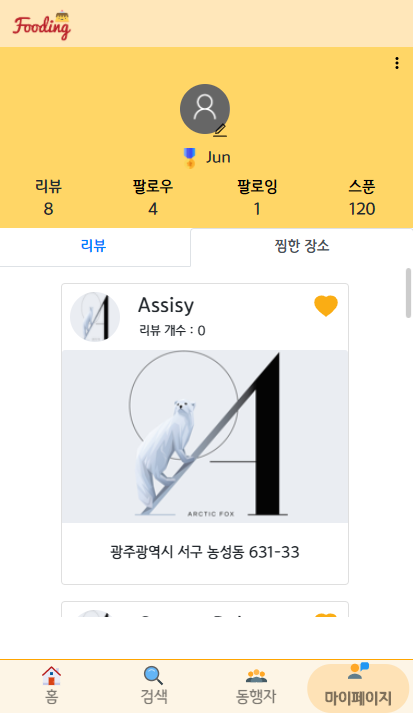 Fooding
Jun
리뷰 팔로우 팔로잉 스푼
8 4 1 120
리뷰 찜한 장소
Assisy
리뷰 개수 : 0
A
ARCTIC FOX
광주광역시 서구 농성동 631-33
홈 검색 동행자 마이페이지